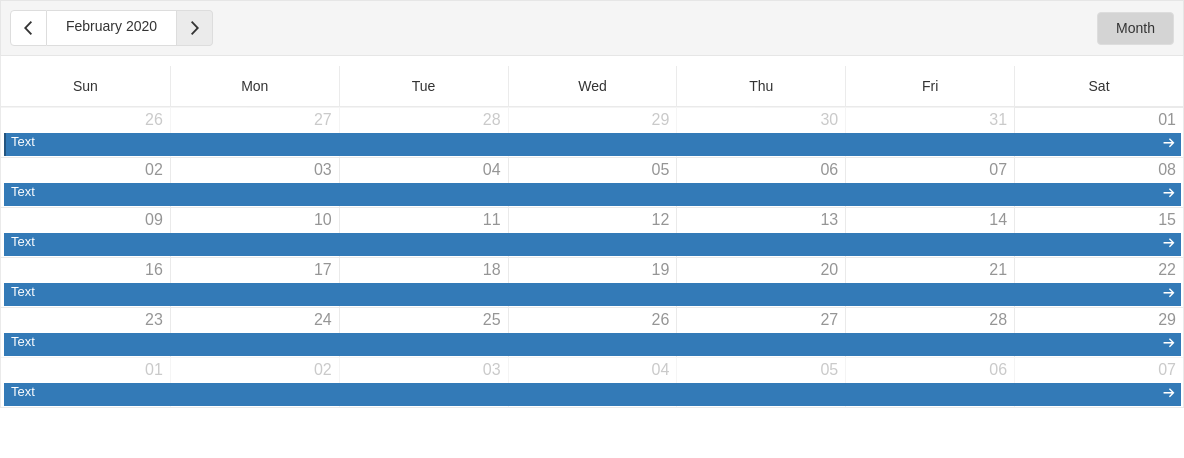 February 2020 Month
Sun Mon Tue Wed Thu Fri Sat
26 27 28 29 30 31 01
Text
02 03 04 05 06 07 08
Text
09 10 11 12 13 14 15
Text
16 17 18 19 20 21 22
Text
23 24 25 26 27 28 29
Text
01 02 03 04 05 06 07
Text